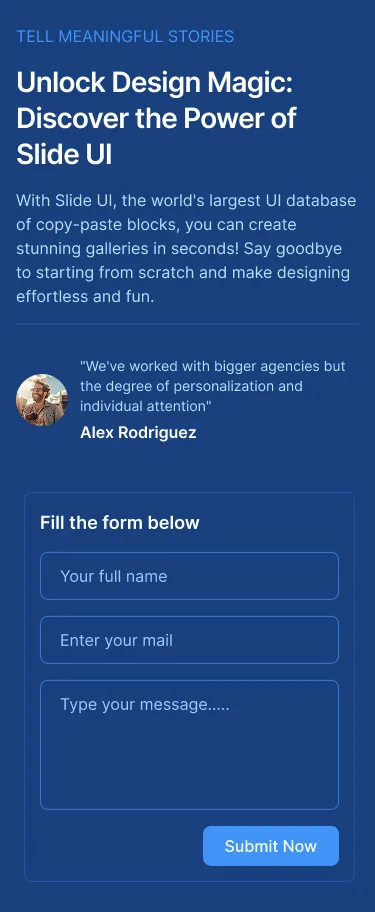 TELL MEANINGFUL STORIES
Unlock Design Magic:
Discover the Power of
Slide UI
With Slide UI, the world's largest UI database
of copy-paste blocks, you can create
stunning galleries in seconds! Say goodbye
to starting from scratch and make designing
effortless and fun.
"We've worked with bigger agencies but
the degree of personalization and
individual attention"
Alex Rodriguez
Fill the form below
Your full name
Enter your mail
Type your message.....
Submit Now